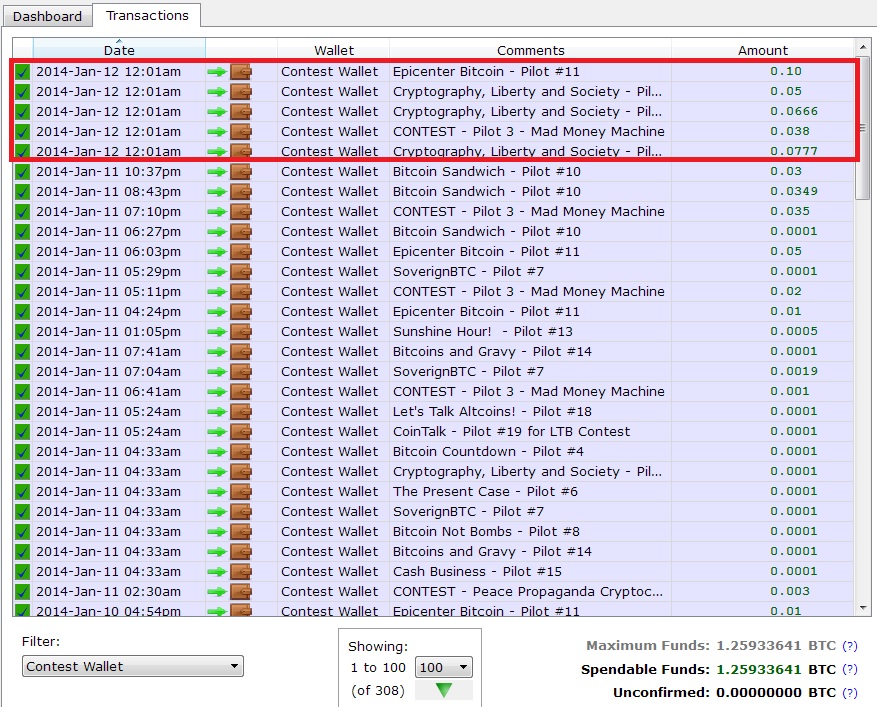 Dashboard Transactions
Date Wallet Comments Amount
2014-Jan-12 12:01am Contest Wallet Epicenter Bitcoin - Pilot #11 0.10
2014-Jan-12 12:01am Contest Wallet Cryptography, Liberty and Society - Pil... 0.05
2014-Jan-12 12:01am Contest Wallet Cryptography, Liberty and Society - Pil... 0.0666
2014-Jan-12 12:01am Contest Wallet CONTEST - Pilot 3 - Mad Money Machine 0.038
2014-Jan-12 12:01am Contest Wallet Cryptography, Liberty and Society - Pil... 0.0777
2014-Jan-11 10:37pm Contest Wallet Bitcoin Sandwich - Pilot #10 0.03
2014-Jan-11 08:43pm Contest Wallet Bitcoin Sandwich - Pilot #10 0.0349
2014-Jan-11 07:10pm Contest Wallet CONTEST - Pilot 3 - Mad Money Machine 0.035
2014-Jan-11 06:27pm Contest Wallet Bitcoin Sandwich - Pilot #10 0.0001
2014-Jan-11 06:03pm Contest Wallet Epicenter Bitcoin - Pilot #11 0.05
2014-Jan-11 05:29pm Contest Wallet SoverignBTC - Pilot #7 0.0001
2014-Jan-11 05:11pm Contest Wallet CONTEST - Pilot 3 - Mad Money Machine 0.02
2014-Jan-11 04:24pm Contest Wallet Epicenter Bitcoin - Pilot #11 0.01
2014-Jan-11 01:05pm Contest Wallet Sunshine Hour! - Pilot #13 0.0005
2014-Jan-11 07:41am Contest Wallet Bitcoins and Gravy - Pilot #14 0.0001
2014-Jan-11 07:04am Contest Wallet SoverignBTC - Pilot #7 0.0019
2014-Jan-11 06:41am Contest Wallet CONTEST - Pilot 3 - Mad Money Machine 0.001
2014-Jan-11 05:24am Contest Wallet Let's Talk Altcoins! - Pilot #18 0.0001
2014-Jan-11 05:24am Contest Wallet CoinTalk - Pilot #19 for LTB Contest 0.0001
2014-Jan-11 04:33am Contest Wallet Bitcoin Countdown - Pilot #4 0.0001
2014-Jan-11 04:33am Contest Wallet Cryptography, Liberty and Society - Pil... 0.0001
2014-Jan-11 04:33am Contest Wallet The Present Case - Pilot #6 0.0001
2014-Jan-11 04:33am Contest Wallet SoverignBTC - Pilot #7 0.0001
2014-Jan-11 04:33am Contest Wallet Bitcoin Not Bombs - Pilot #8 0.0001
2014-Jan-11 04:33am Contest Wallet Bitcoins and Gravy - Pilot #14 0.0001
2014-Jan-11 04:33am Contest Wallet Cash Business - Pilot #15 0.0001
2014-Jan-11 02:30am Contest Wallet CONTEST - Peace Propaganda Cryptoc... 0.003
2014-Jan-10 04:54pm Contest Wallet Epicenter Bitcoin - Pilot #11 0.01
Filter:
Contest Wallet
Showing:
1 to 100 100
(of 308)
Maximum Funds: 1.25933641 BTC (?)
Spendable Funds: 1.25933641 BTC (?)
Unconfirmed: 0.00000000 BTC (?)